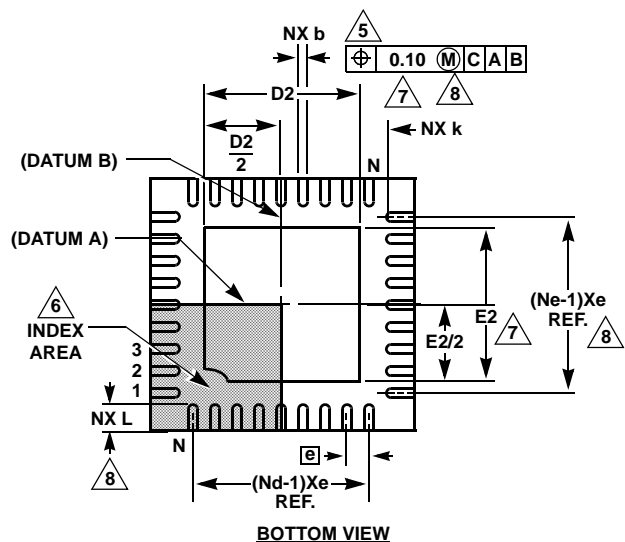 NX b
5
⌖ 0.10 Ⓜ C A B
7
8
D2
D2
2
NX k
(DATUM B)
N
(DATUM A)
6
INDEX
AREA
3
2
1
NX L
8
N
E2/2
E2
7
(Ne-1)Xe
REF.
8
e
(Nd-1)Xe
REF.
BOTTOM VIEW